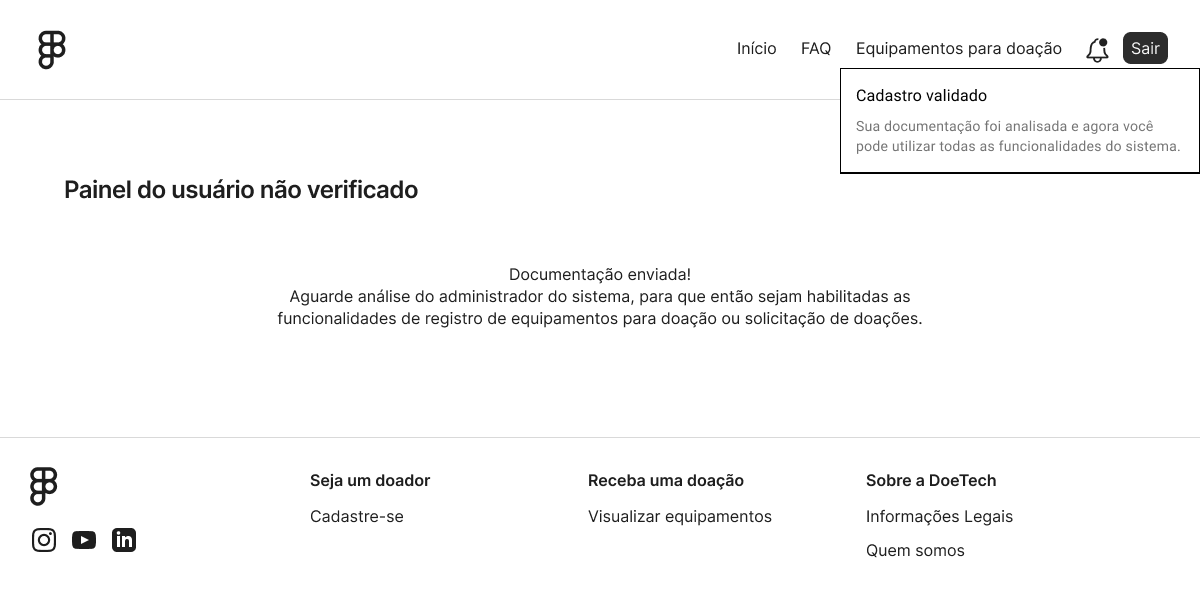 Início FAQ Equipamentos para doação Sair
Cadastro validado
Sua documentação foi analisada e agora você
pode utilizar todas as funcionalidades do sistema.
Painel do usuário não verificado
Documentação enviada!
Aguarde análise do administrador do sistema, para que então sejam habilitadas as
funcionalidades de registro de equipamentos para doação ou solicitação de doações.
Seja um doador
Cadastre-se
Receba uma doação
Visualizar equipamentos
Sobre a DoeTech
Informações Legais
Quem somos
in